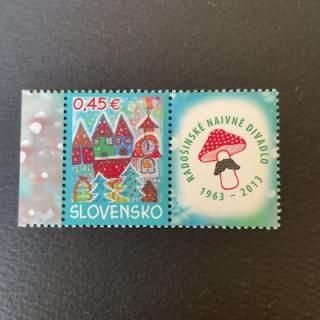 0,45 €
SLOVENSKO
RADOŠINSKÉ NAIVNÉ DIVADLO
1963 – 2013